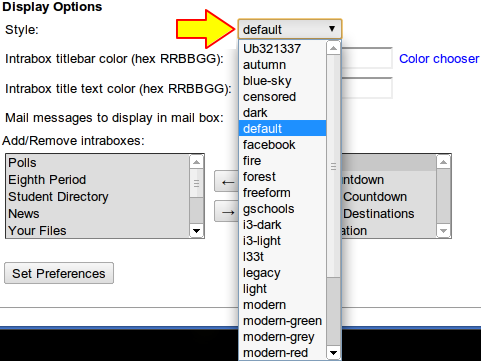 Display Options
Style:
default
Intrabox titlebar color (hex RRBBGG):
Color chooser
Intrabox title text color (hex RRBBGG):
Mail messages to display in mail box:
Add/Remove intraboxes:
Polls
Eighth Period
Student Directory
News
Your Files
←
→
ntdown
Countdown
Destinations
ation
Set Preferences
Ub321337
autumn
blue-sky
censored
dark
default
facebook
fire
forest
freeform
gschools
i3-dark
i3-light
l33t
legacy
light
modern
modern-green
modern-grey
modern-red